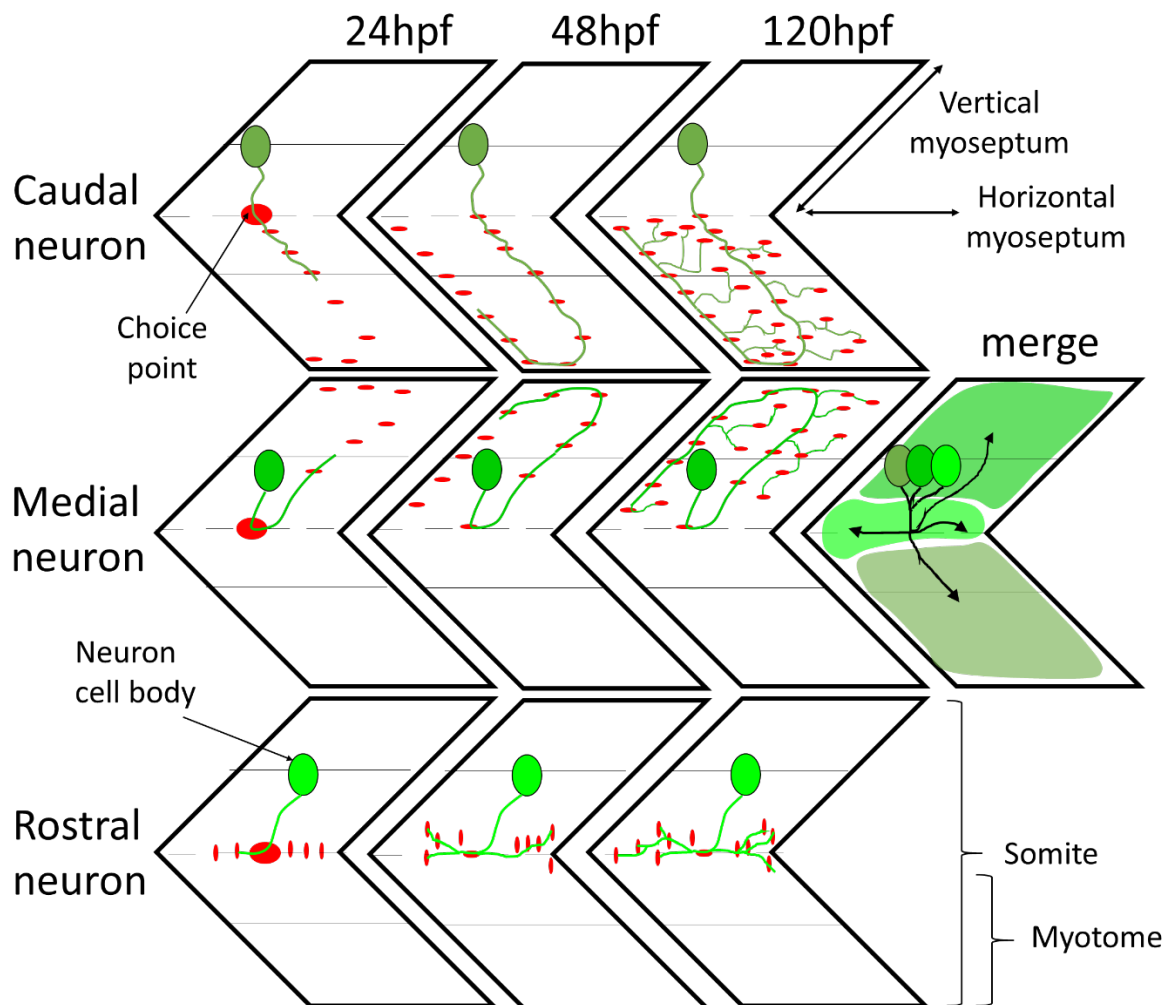 24hpf
48hpf
120hpf
Vertical
myoseptum
Caudal
neuron
Horizontal
myoseptum
Choice
point
merge
Medial
neuron
Neuron
cell body
Rostral
neuron
Somite
Myotome